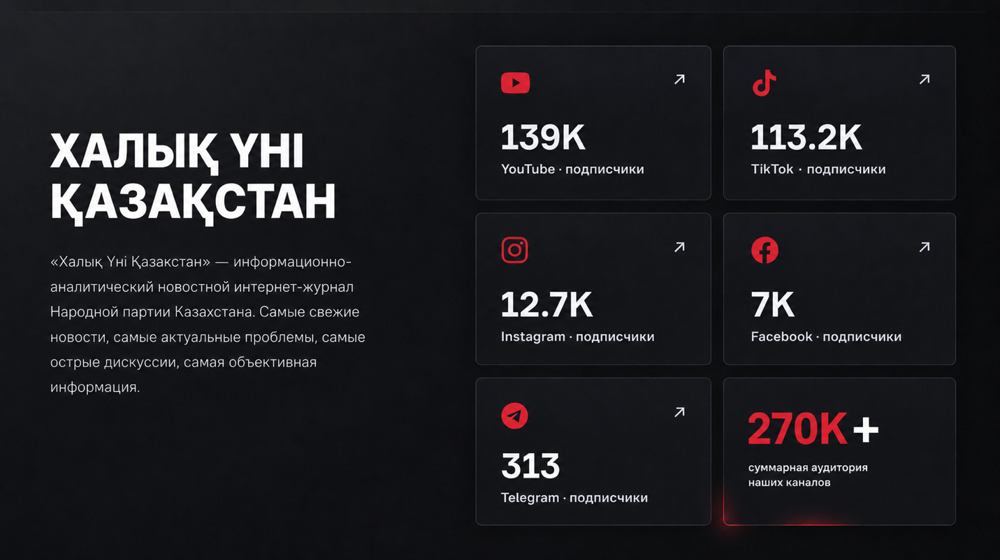 ХАЛЫҚ ҮНІ
ҚАЗАҚСТАН
«Халық Үні Қазақстан» — информационно-
аналитический новостной интернет-журнал
Народной партии Казахстана. Самые свежие
новости, самые актуальные проблемы, самые
острые дискуссии, самая объективная
информация.
139K
YouTube · подписчики
113.2K
TikTok · подписчики
12.7K
Instagram · подписчики
7K
Facebook · подписчики
313
Telegram · подписчики
270K+
суммарная аудитория
наших каналов